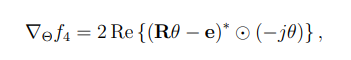 ∇_Θ f_4 = 2 Re {(Rθ − e)^* ⊙ (−jθ)} ,